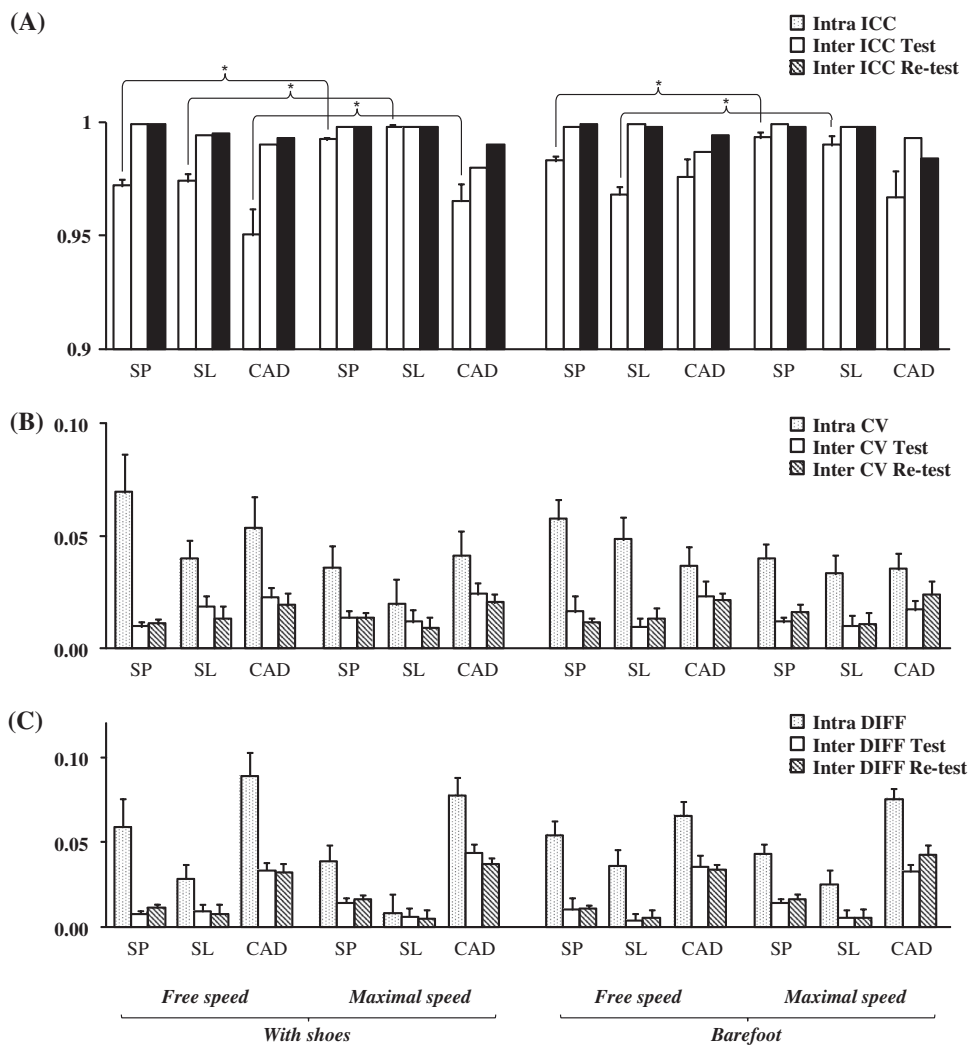 (A)
Intra ICC
Inter ICC Test
Inter ICC Re-test
* * * * *
1
0.95
0.9
SP SL CAD SP SL CAD SP SL CAD SP SL CAD
(B)
0.10
Intra CV
Inter CV Test
Inter CV Re-test
0.05
0.00
SP SL CAD SP SL CAD SP SL CAD SP SL CAD
(C)
Intra DIFF
Inter DIFF Test
Inter DIFF Re-test
0.10
0.05
0.00
SP SL CAD SP SL CAD SP SL CAD SP SL CAD
Free speed Maximal speed Free speed Maximal speed
With shoes Barefoot